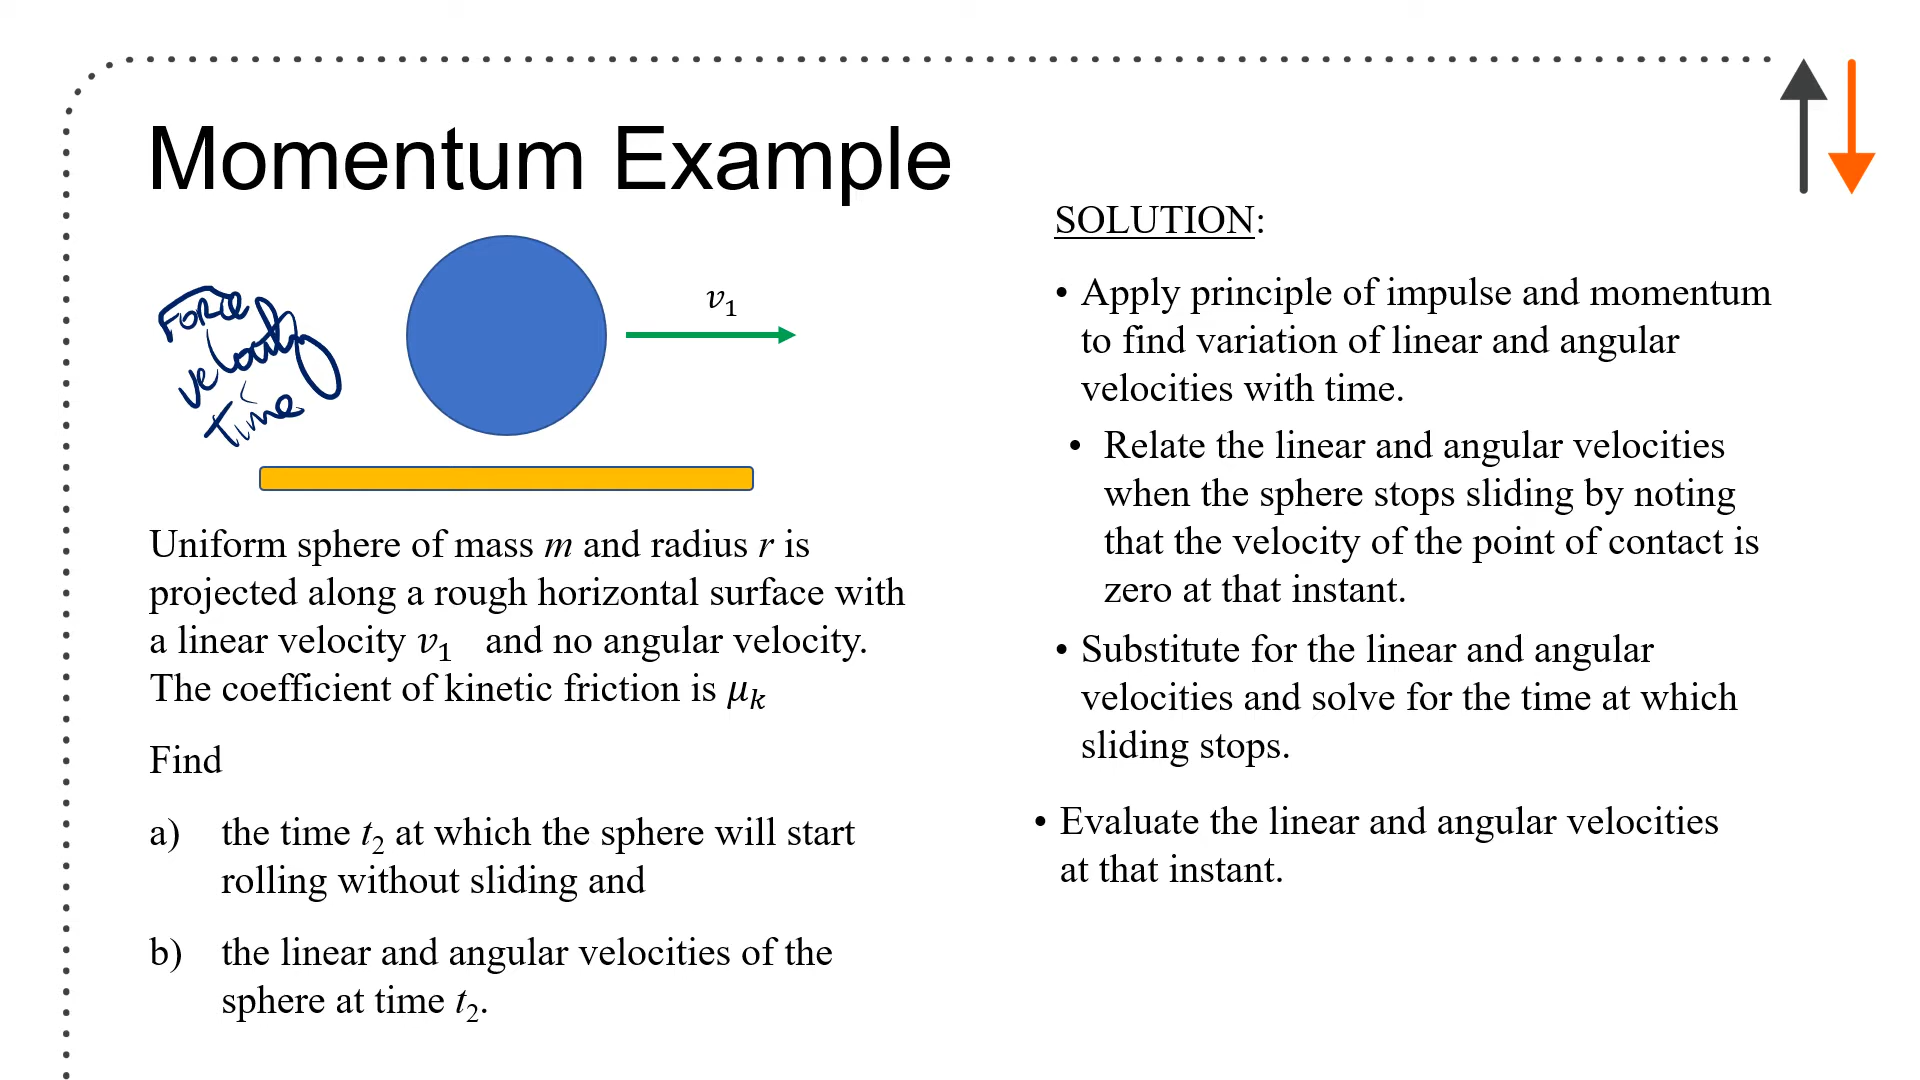 Momentum Example
Force
velocity
Time
v₁
Uniform sphere of mass m and radius r is
projected along a rough horizontal surface with
a linear velocity v₁ and no angular velocity.
The coefficient of kinetic friction is μₖ
Find
a) the time t₂ at which the sphere will start
rolling without sliding and
b) the linear and angular velocities of the
sphere at time t₂.
SOLUTION:
• Apply principle of impulse and momentum
to find variation of linear and angular
velocities with time.
• Relate the linear and angular velocities
when the sphere stops sliding by noting
that the velocity of the point of contact is
zero at that instant.
• Substitute for the linear and angular
velocities and solve for the time at which
sliding stops.
• Evaluate the linear and angular velocities
at that instant.